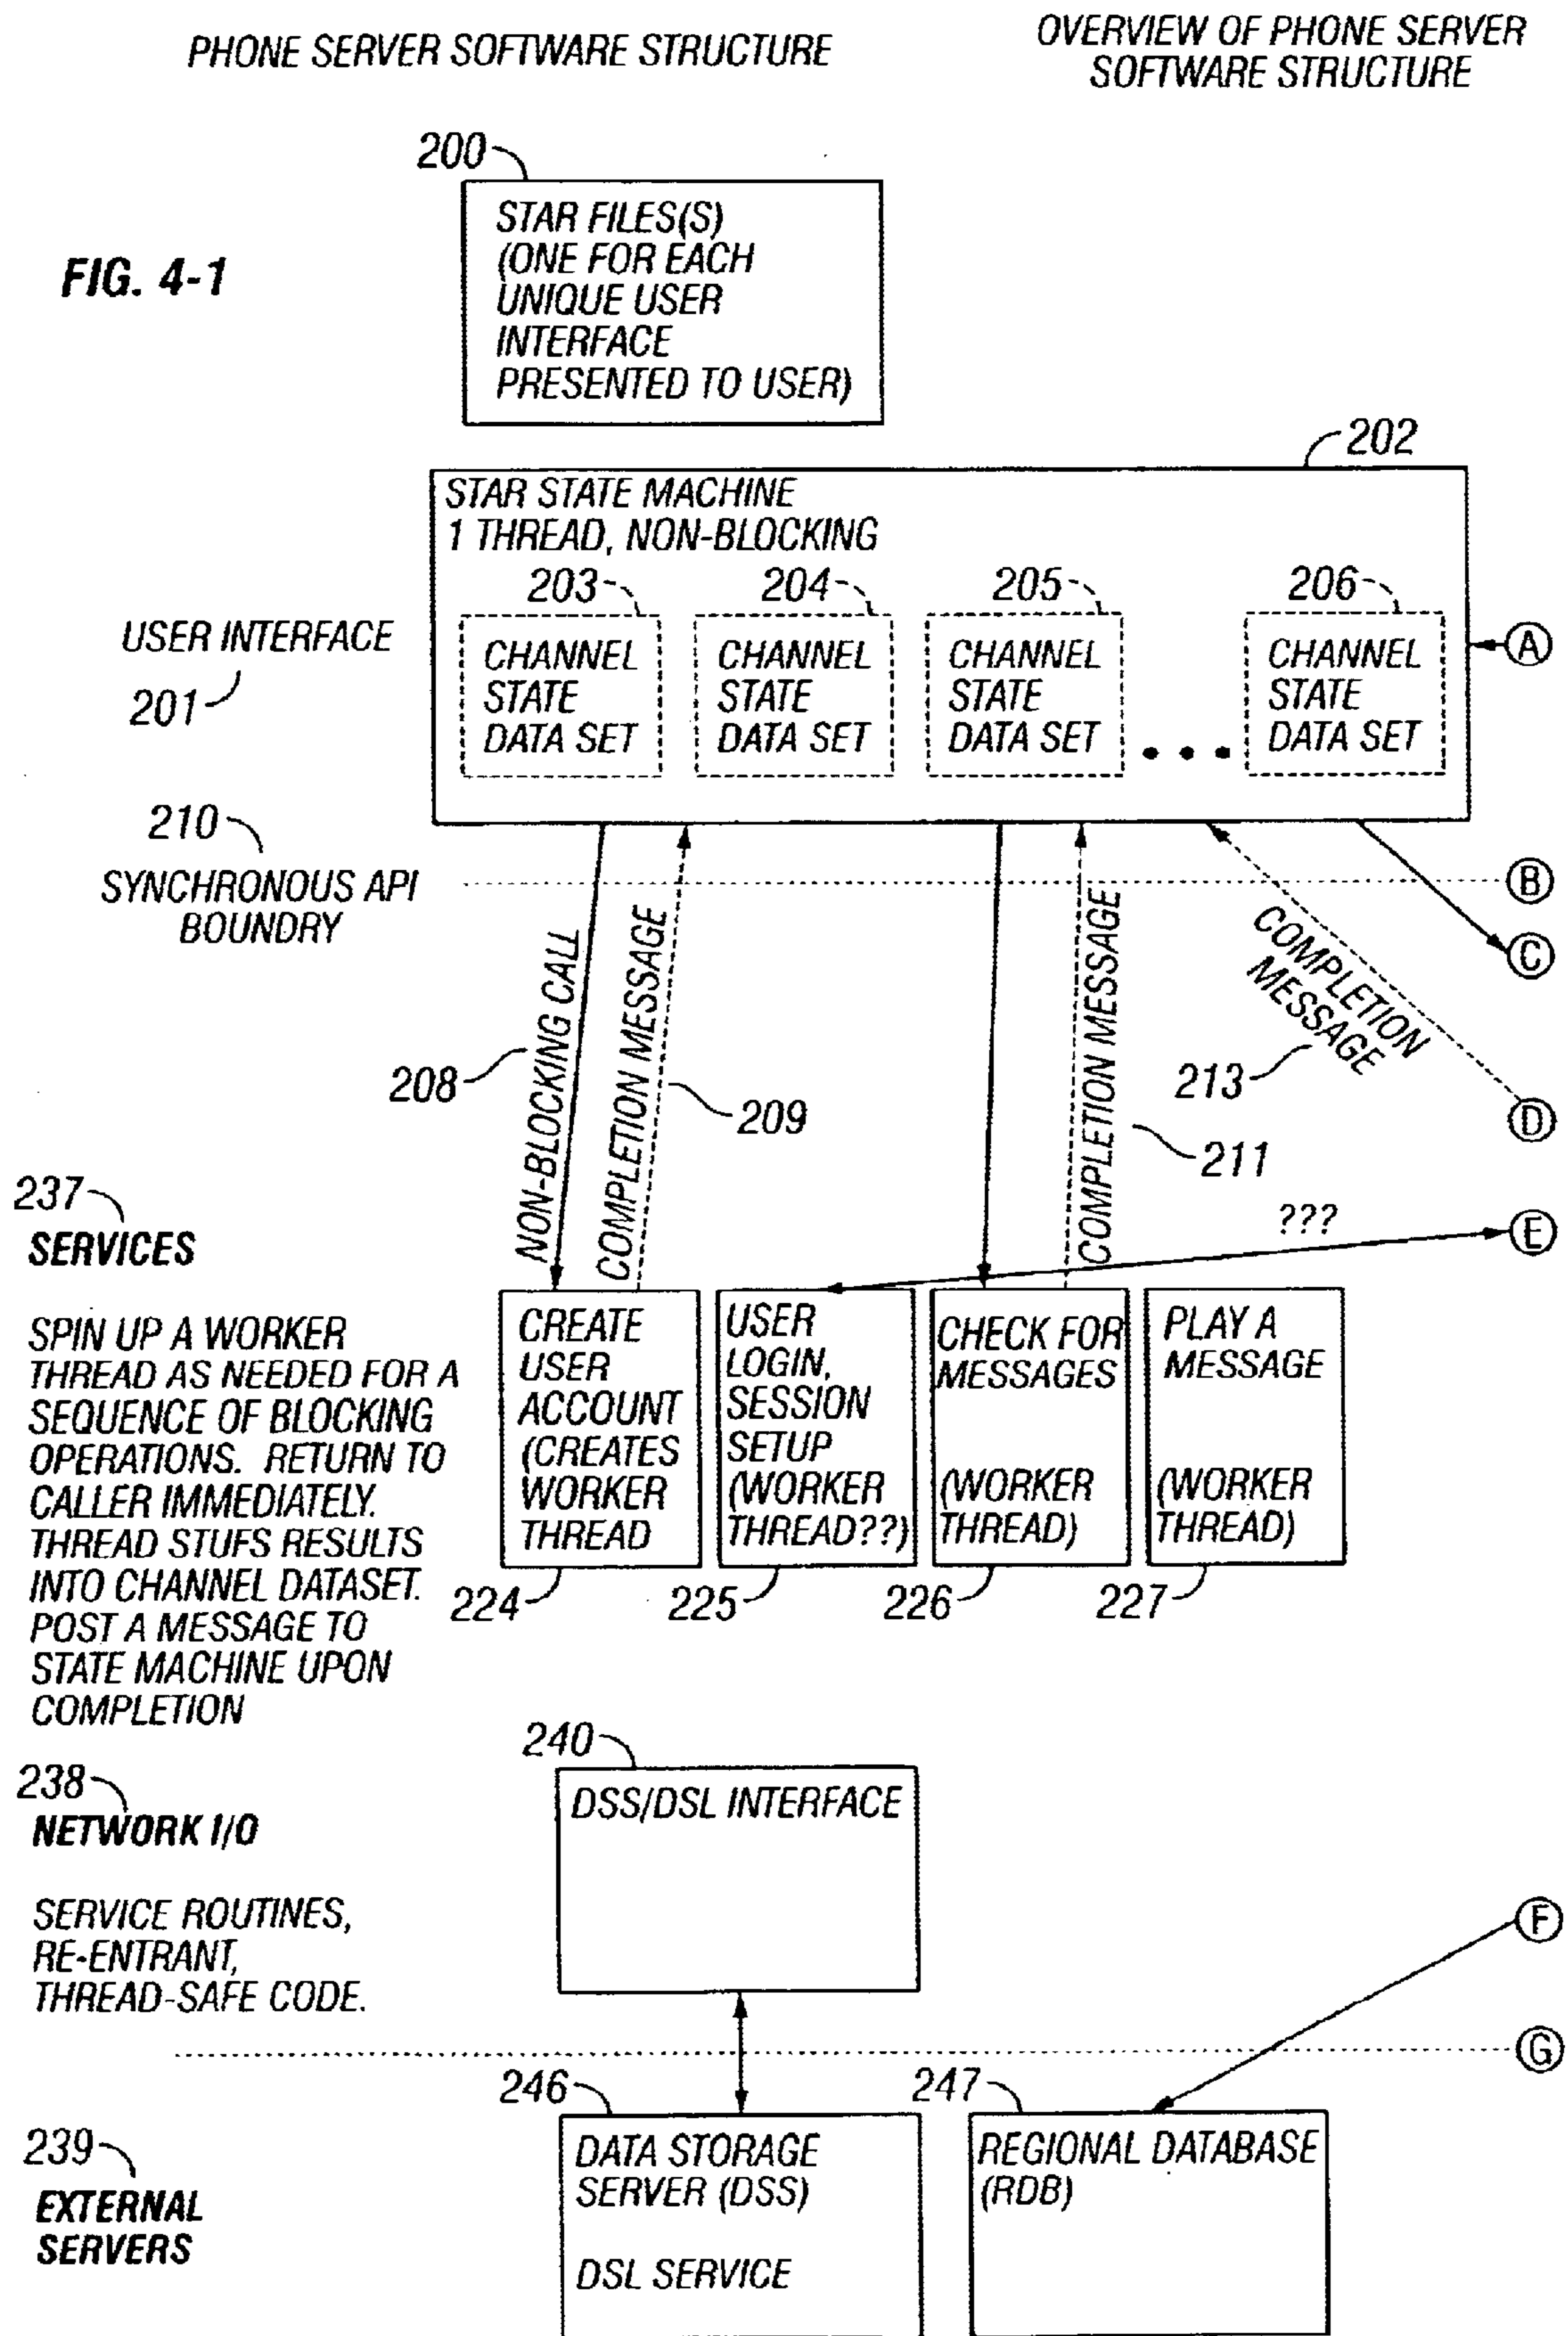 PHONE SERVER SOFTWARE STRUCTURE
OVERVIEW OF PHONE SERVER
SOFTWARE STRUCTURE
200
STAR FILES(S)
(ONE FOR EACH
UNIQUE USER
INTERFACE
PRESENTED TO USER)
FIG. 4-1
202
STAR STATE MACHINE
1 THREAD, NON-BLOCKING
203
204
205
206
CHANNEL
STATE
DATA SET
CHANNEL
STATE
DATA SET
CHANNEL
STATE
DATA SET
CHANNEL
STATE
DATA SET
USER INTERFACE
201
A
210
SYNCHRONOUS API
BOUNDRY
B
C
NON-BLOCKING CALL
208
COMPLETION MESSAGE
209
COMPLETION MESSAGE
211
COMPLETION
MESSAGE
213
D
237
SERVICES
???
E
SPIN UP A WORKER
THREAD AS NEEDED FOR A
SEQUENCE OF BLOCKING
OPERATIONS. RETURN TO
CALLER IMMEDIATELY.
THREAD STUFS RESULTS
INTO CHANNEL DATASET.
POST A MESSAGE TO
STATE MACHINE UPON
COMPLETION
CREATE
USER
ACCOUNT
(CREATES
WORKER
THREAD
USER
LOGIN,
SESSION
SETUP
(WORKER
THREAD??)
CHECK FOR
MESSAGES
(WORKER
THREAD)
PLAY A
MESSAGE
(WORKER
THREAD)
224
225
226
227
238
NETWORK I/O
SERVICE ROUTINES,
RE-ENTRANT,
THREAD-SAFE CODE.
240
DSS/DSL INTERFACE
F
G
239
EXTERNAL
SERVERS
246
DATA STORAGE
SERVER (DSS)
DSL SERVICE
247
REGIONAL DATABASE
(RDB)